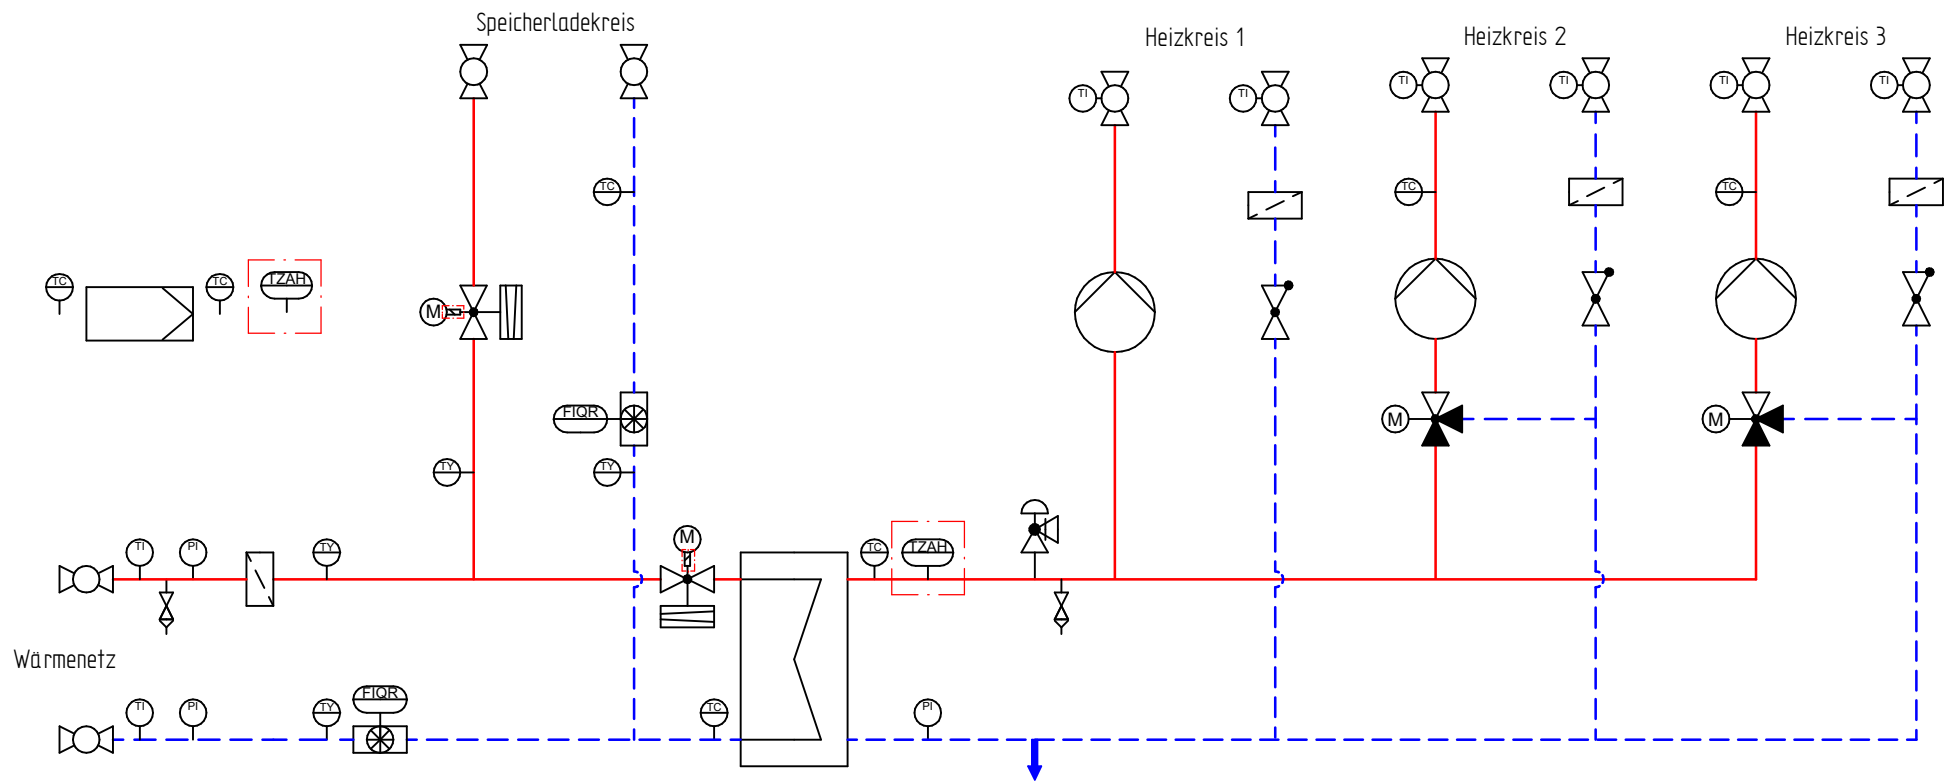 Speicherladekreis
Heizkreis 1
Heizkreis 2
Heizkreis 3
TI
TI
TI
TI
TI
TI
TC
TC
TC
TC
TC
TZAH
M
FIQR
M
M
TY
TY
M
TI
PI
TY
TC
TZAH
Wärmenetz
FIQR
TI
PI
TY
TC
PI